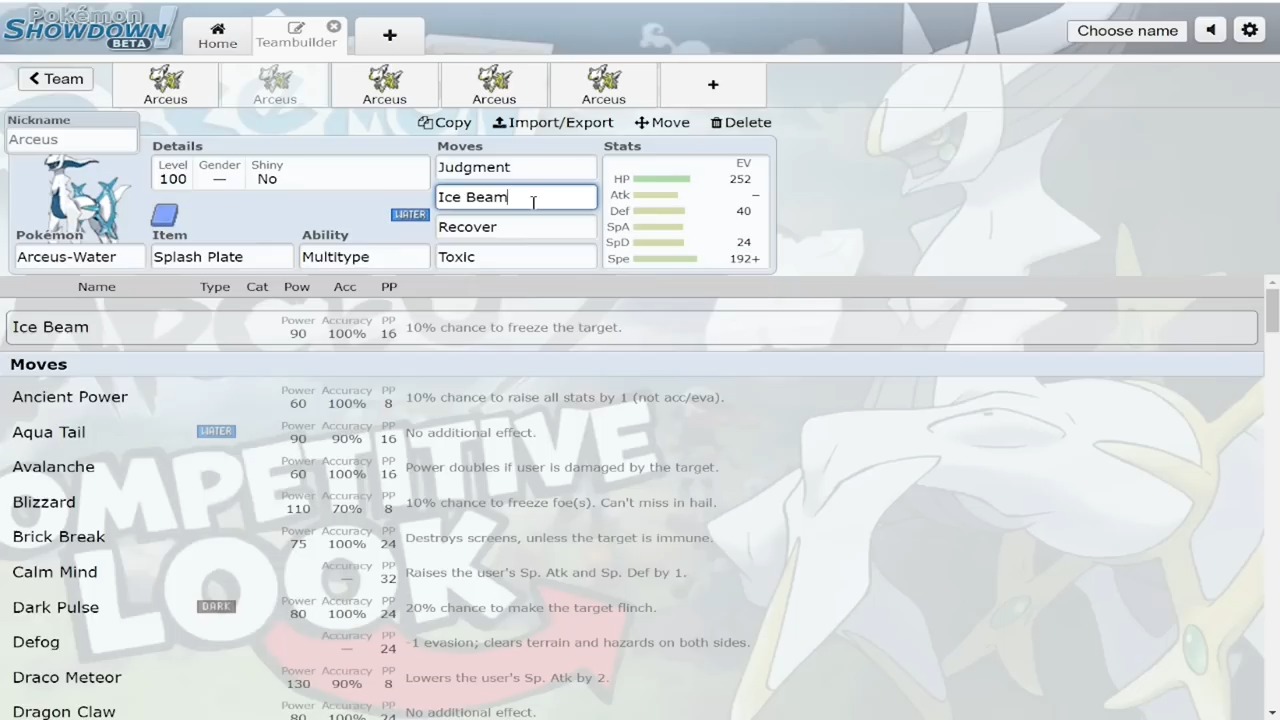 Pokémon
SHOWDOWN!
BETA
Home
Teambuilder
+
Choose name
< Team
Arceus
Arceus
Arceus
Arceus
Arceus
+
Nickname
Arceus
Copy
Import/Export
Move
Delete
Details
Moves
Stats
Level
Gender
Shiny
100
—
No
Judgment
Ice Beam
Recover
Toxic
WATER
EV
HP 252
Atk –
Def 40
SpA
SpD 24
Spe 192+
Pokémon
Item
Ability
Arceus-Water
Splash Plate
Multitype
Name Type Cat Pow Acc PP
Ice Beam Power 90 Accuracy 100% PP 16 10% chance to freeze the target.
Moves
Ancient Power Power 60 Accuracy 100% PP 8 10% chance to raise all stats by 1 (not acc/eva).
Aqua Tail WATER Power 90 Accuracy 90% PP 16 No additional effect.
Avalanche Power 60 Accuracy 100% PP 16 Power doubles if user is damaged by the target.
Blizzard Power 110 Accuracy 70% PP 8 10% chance to freeze foe(s). Can't miss in hail.
Brick Break Power 75 Accuracy 100% PP 24 Destroys screens, unless the target is immune.
Calm Mind Accuracy — PP 32 Raises the user's Sp. Atk and Sp. Def by 1.
Dark Pulse DARK Power 80 Accuracy 100% PP 24 20% chance to make the target flinch.
Defog Accuracy — PP 24 -1 evasion; clears terrain and hazards on both sides.
Draco Meteor Power 130 Accuracy 90% PP 8 Lowers the user's Sp. Atk by 2.
Dragon Claw Power 80 Accuracy 100% PP 24 No additional effect.
OMPETITIVE
LOOK